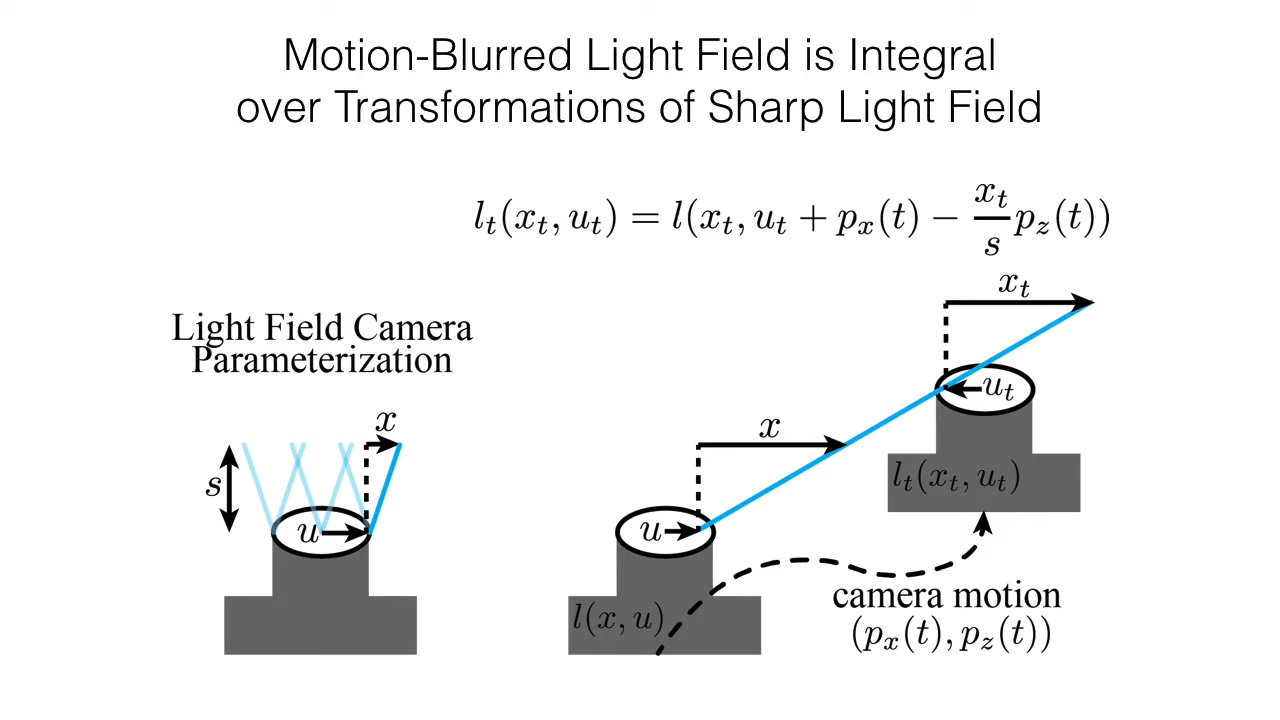 Motion-Blurred Light Field is Integral
over Transformations of Sharp Light Field
l_t(x_t, u_t) = l(x_t, u_t + p_x(t) − \frac{x_t}{s} p_z(t))
Light Field Camera
Parameterization
x
s
u
x_t
u_t
l_t(x_t, u_t)
x
u
l(x, u)
camera motion
(p_x(t), p_z(t))